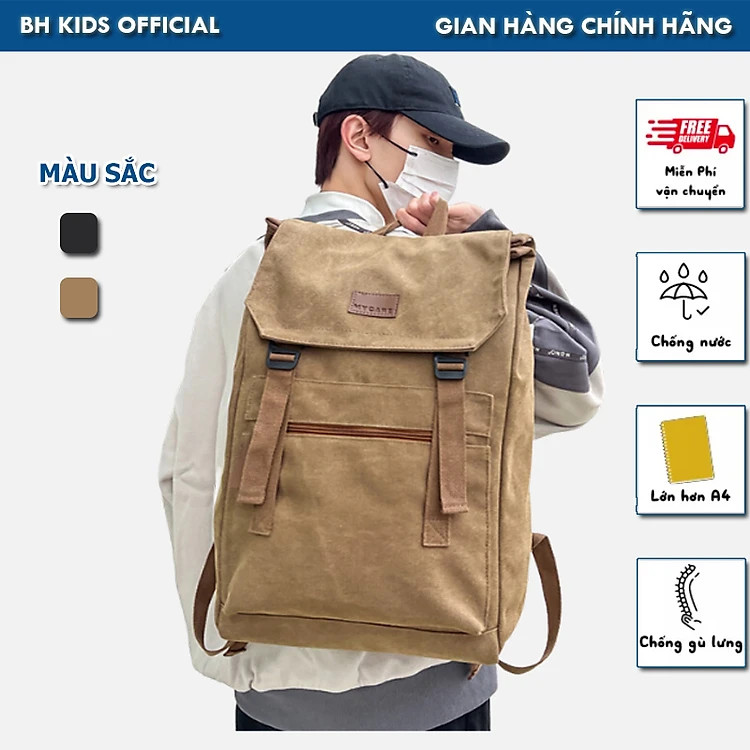 BH KIDS OFFICIAL
GIAN HÀNG CHÍNH HÃNG
MÀU SẮC
FREE
DELIVERY
Miễn Phí
vận chuyển
Chống nước
Lớn hơn A4
Chống gù lưng